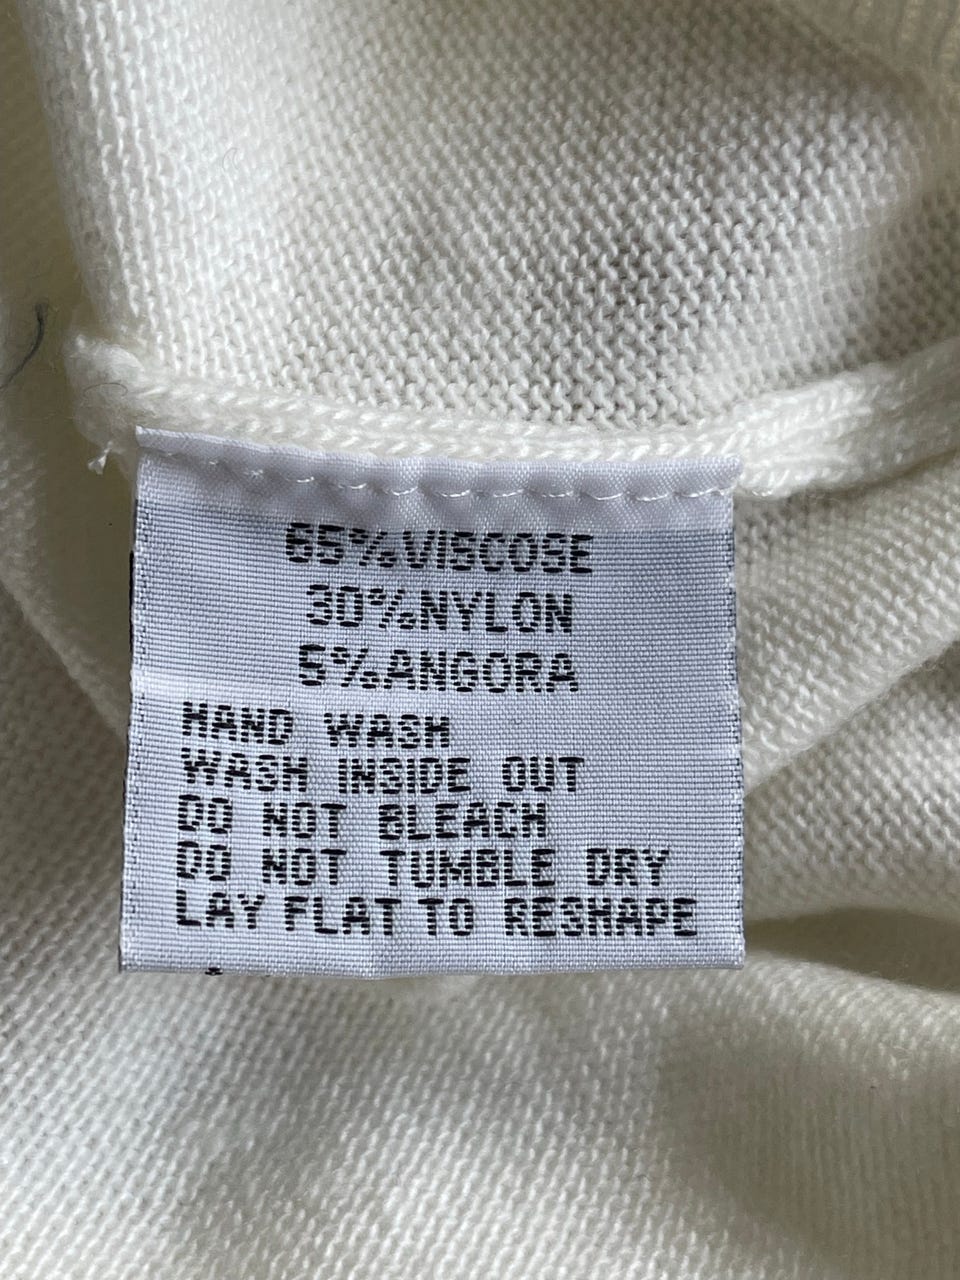 65%VISCOSE
30%NYLON
5%ANGORA
HAND WASH
WASH INSIDE OUT
DO NOT BLEACH
DO NOT TUMBLE DRY
LAY FLAT TO RESHAPE